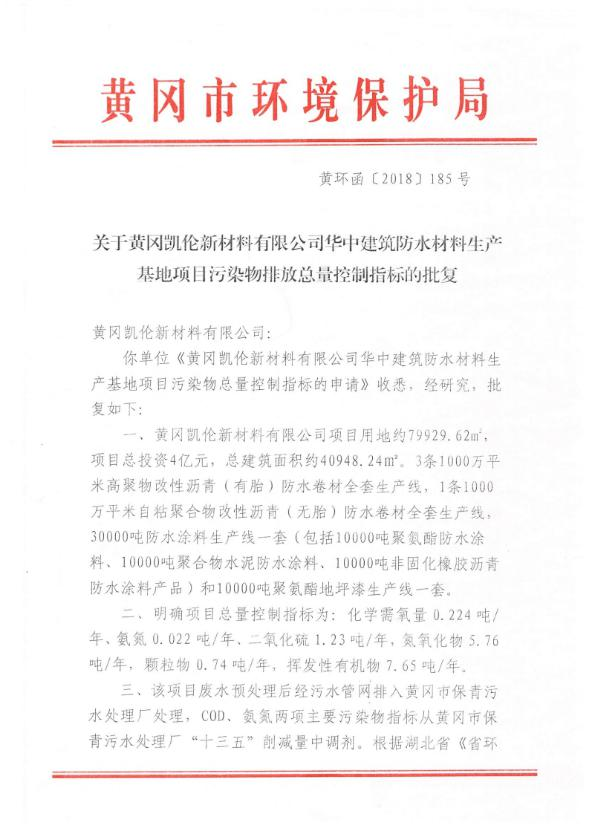 黄冈市环境保护局
黄环函〔2018〕185号
关于黄冈凯伦新材料有限公司华中建筑防水材料生产
基地项目污染物排放总量控制指标的批复
黄冈凯伦新材料有限公司：
你单位《黄冈凯伦新材料有限公司华中建筑防水材料生
产基地项目污染物总量控制指标的申请》收悉，经研究，批
复如下：
一、黄冈凯伦新材料有限公司项目用地约79929.62㎡，
项目总投资4亿元，总建筑面积约40948.24㎡。3条1000万平
米高聚物改性沥青（有胎）防水卷材全套生产线，1条1000
万平米自粘聚合物改性沥青（无胎）防水卷材全套生产线，
30000吨防水涂料生产线一套（包括10000吨聚氨酯防水涂
料、10000吨聚合物水泥防水涂料、10000吨非固化橡胶沥青
防水涂料产品）和10000吨聚氨酯地坪漆生产线一套。
二、明确项目总量控制指标为：化学需氧量 0.224 吨/
年、氨氮 0.022 吨/年、二氧化硫 1.23 吨/年，氮氧化物 5.76
吨/年，颗粒物 0.74 吨/年，挥发性有机物 7.65 吨/年。
三、该项目废水预处理后经污水管网排入黄冈市保青污
水处理厂处理，COD、氨氮两项主要污染物指标从黄冈市保
青污水处理厂“十三五”削减量中调剂。根据湖北省《省环